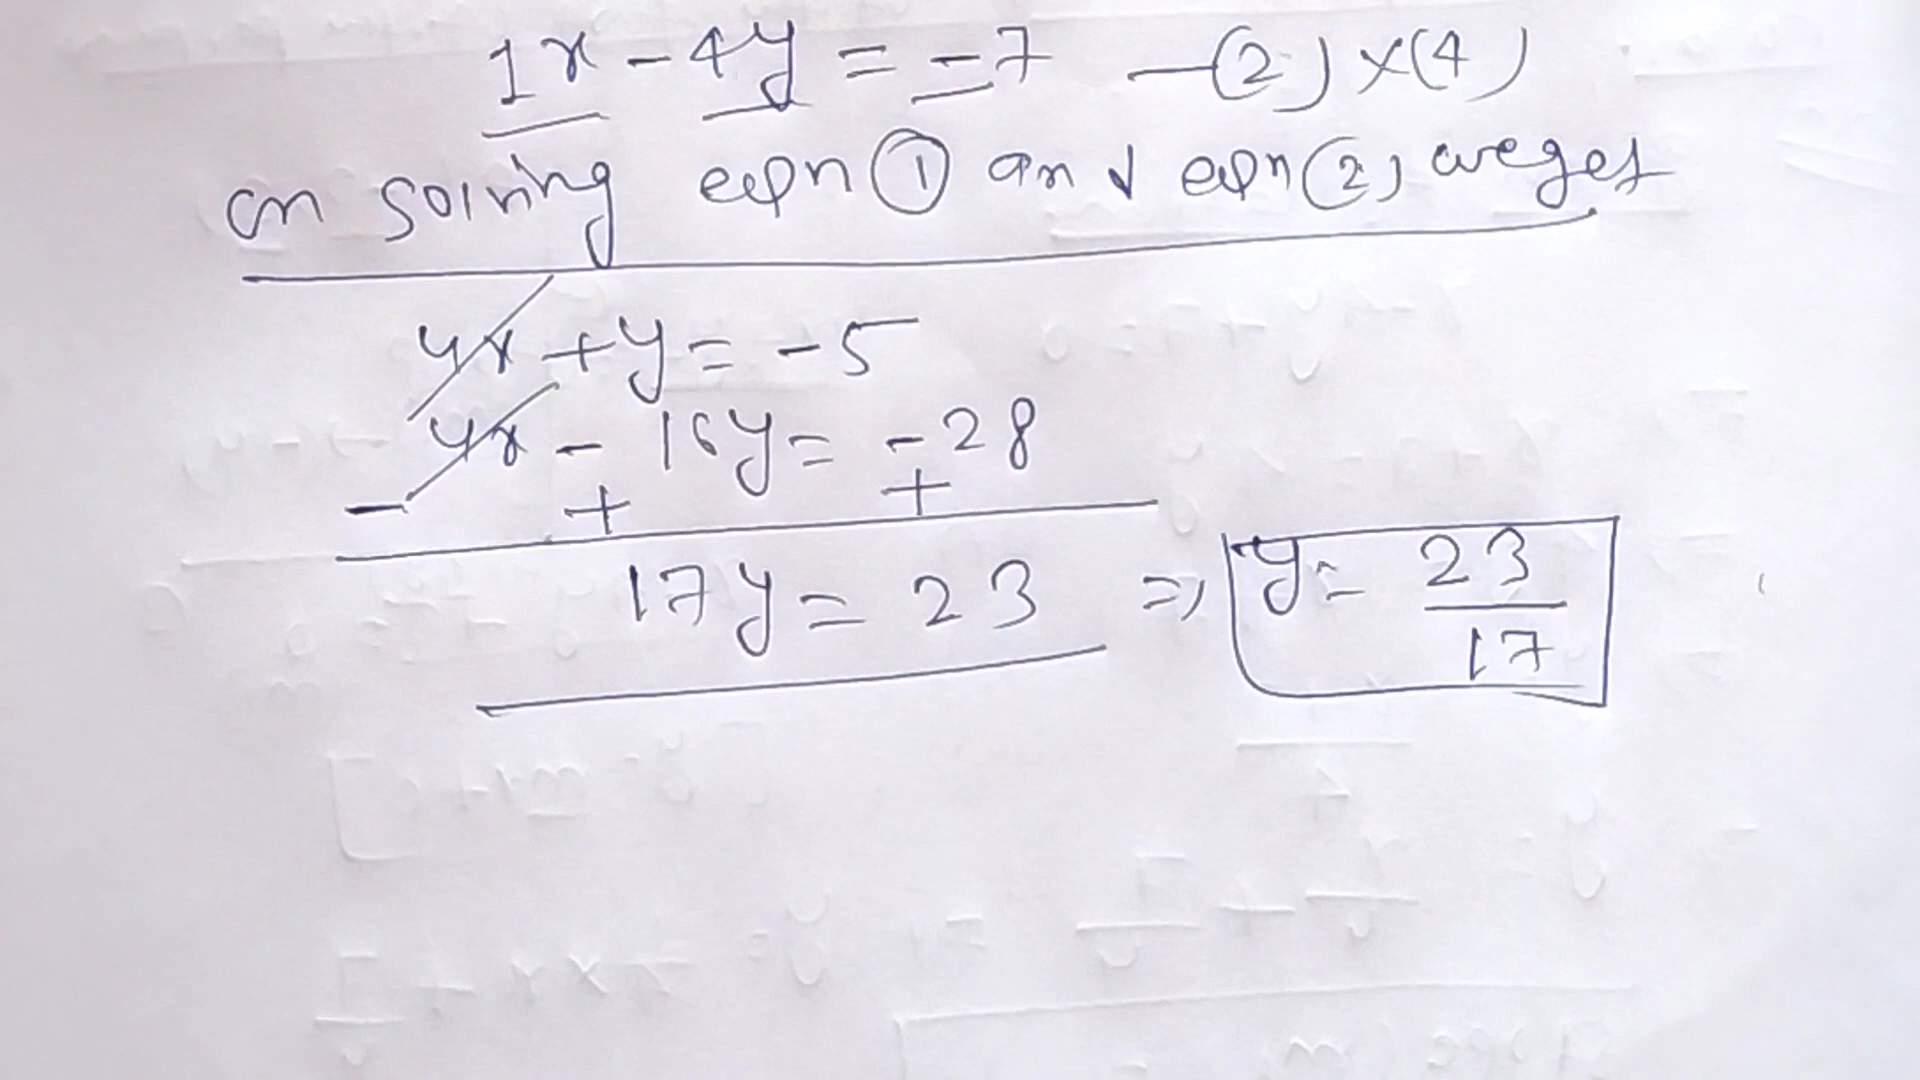 1x - 4y = -7 —(2) ×(4)
on solving eqn ① and eqn (2) we get
4x + y = -5
4x - 16y = -28
- + +
17y = 23 => y = 23/17